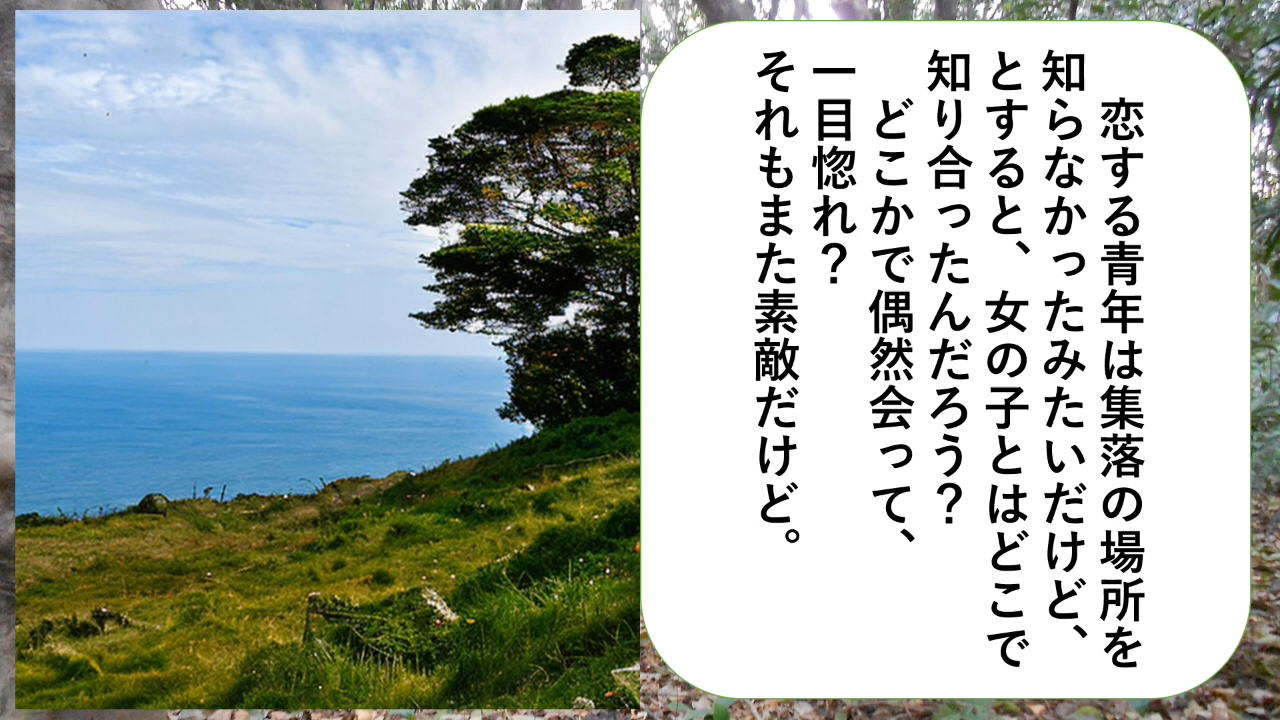 恋する青年は集落の場所を
知らなかったみたいだけど、
とすると、女の子とはどこで
知り合ったんだろう？
どこかで偶然会って、
一目惚れ？
それもまた素敵だけど。